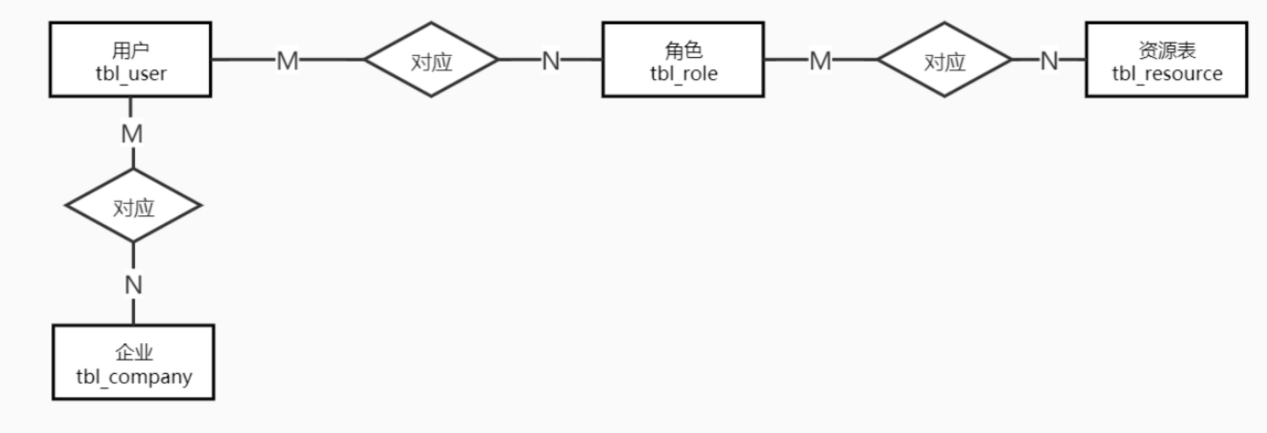 用户
tbl_user
M
对应
N
角色
tbl_role
M
对应
N
资源表
tbl_resource
M
对应
N
企业
tbl_company